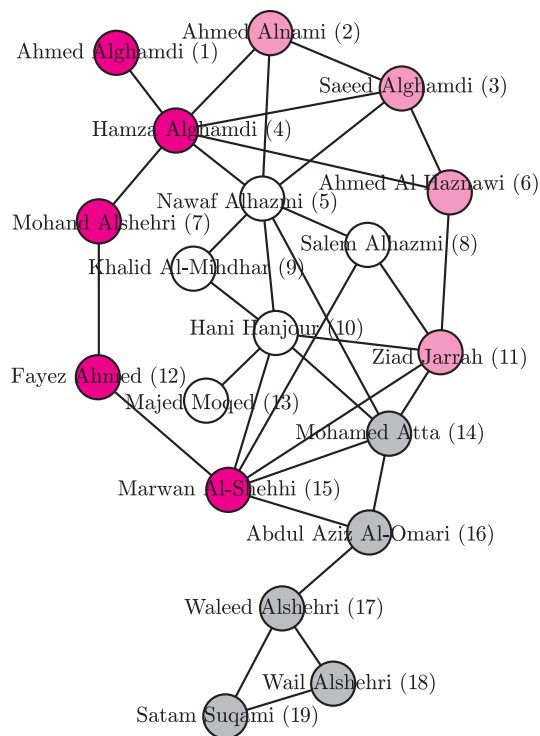 Ahmed Alnami (2)
Ahmed Alghamdi (1)
Saeed Alghamdi (3)
Hamza Alghamdi (4)
Ahmed Al-Haznawi (6)
Nawaf Alhazmi (5)
Mohand Alshehri (7)
Salem Alhazmi (8)
Khalid Al-Mihdhar (9)
Hani Hanjour (10)
Ziad Jarrah (11)
Fayez Ahmed (12)
Majed Moqed (13)
Mohamed Atta (14)
Marwan Al-Shehhi (15)
Abdul Aziz Al-Omari (16)
Waleed Alshehri (17)
Wail Alshehri (18)
Satam Suqami (19)